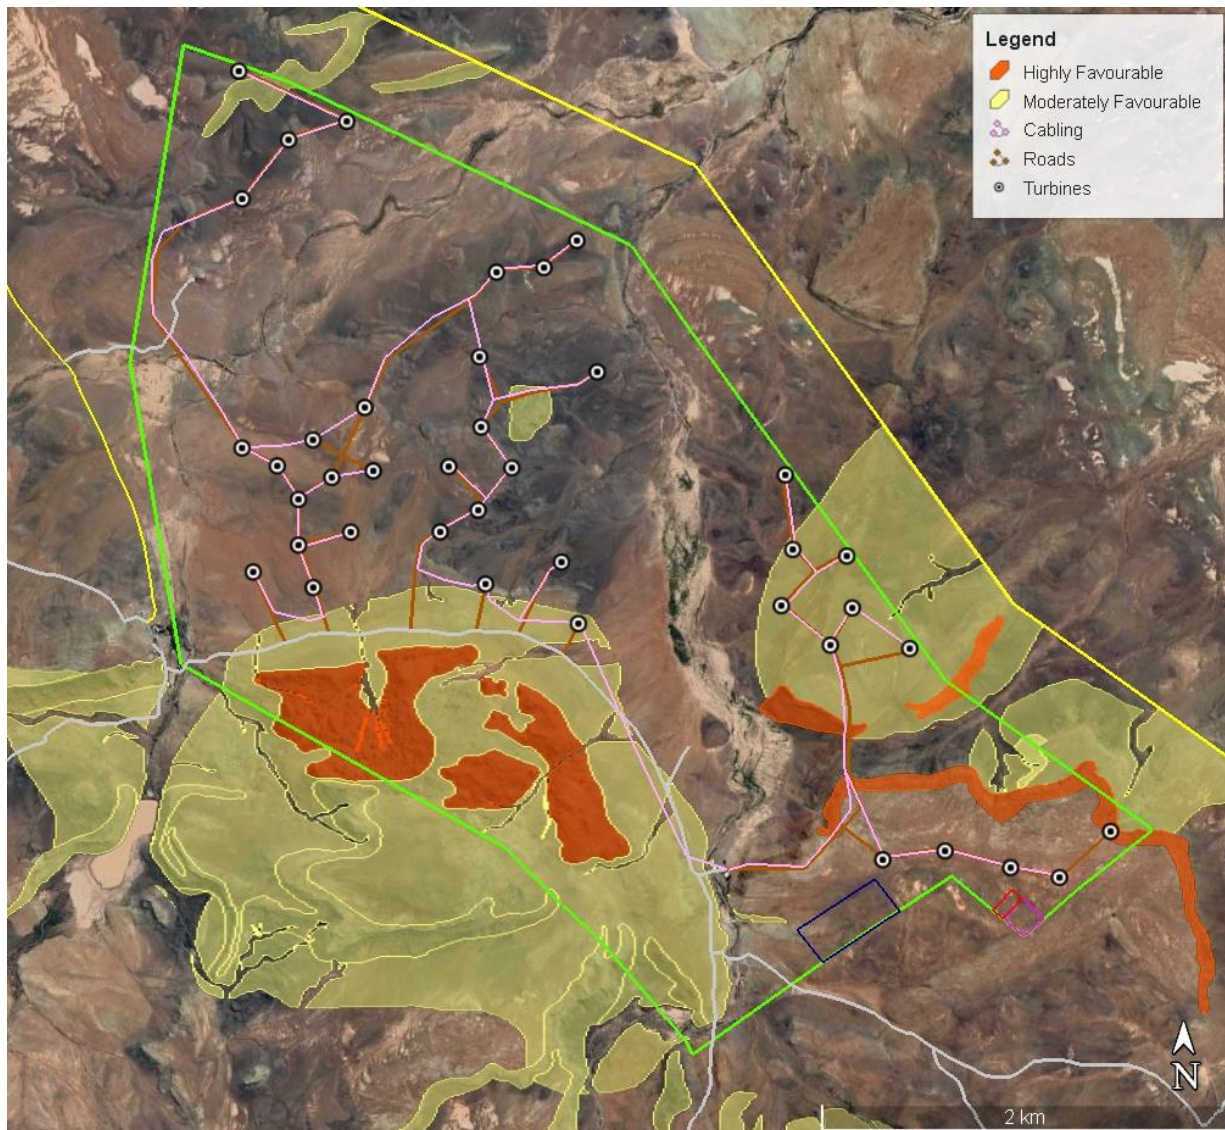 Legend
Highly Favourable
Moderately Favourable
Cabling
Roads
Turbines
N
2 km